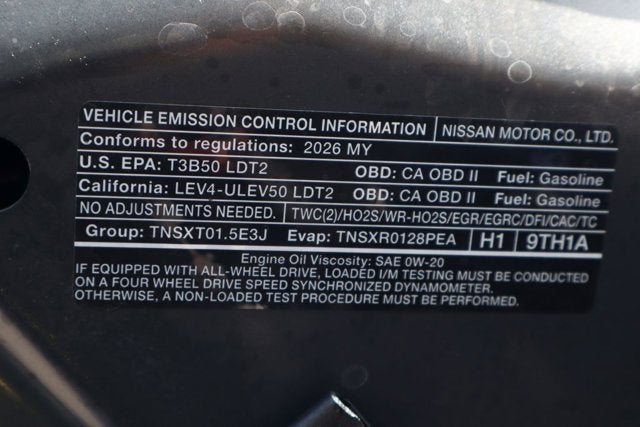 VEHICLE EMISSION CONTROL INFORMATION NISSAN MOTOR CO., LTD.
Conforms to regulations: 2026 MY
U.S. EPA: T3B50 LDT2 OBD: CA OBD II Fuel: Gasoline
California: LEV4-ULEV50 LDT2 OBD: CA OBD II Fuel: Gasoline
NO ADJUSTMENTS NEEDED. TWC(2)/HO2S/WR-HO2S/EGR/EGRC/DFI/CAC/TC
Group: TNSXT01.5E3J Evap: TNSXR0128PEA H1 9TH1A
Engine Oil Viscosity: SAE 0W-20
IF EQUIPPED WITH ALL-WHEEL DRIVE, LOADED I/M TESTING MUST BE CONDUCTED
ON A FOUR WHEEL DRIVE SPEED SYNCHRONIZED DYNAMOMETER.
OTHERWISE, A NON-LOADED TEST PROCEDURE MUST BE PERFORMED.